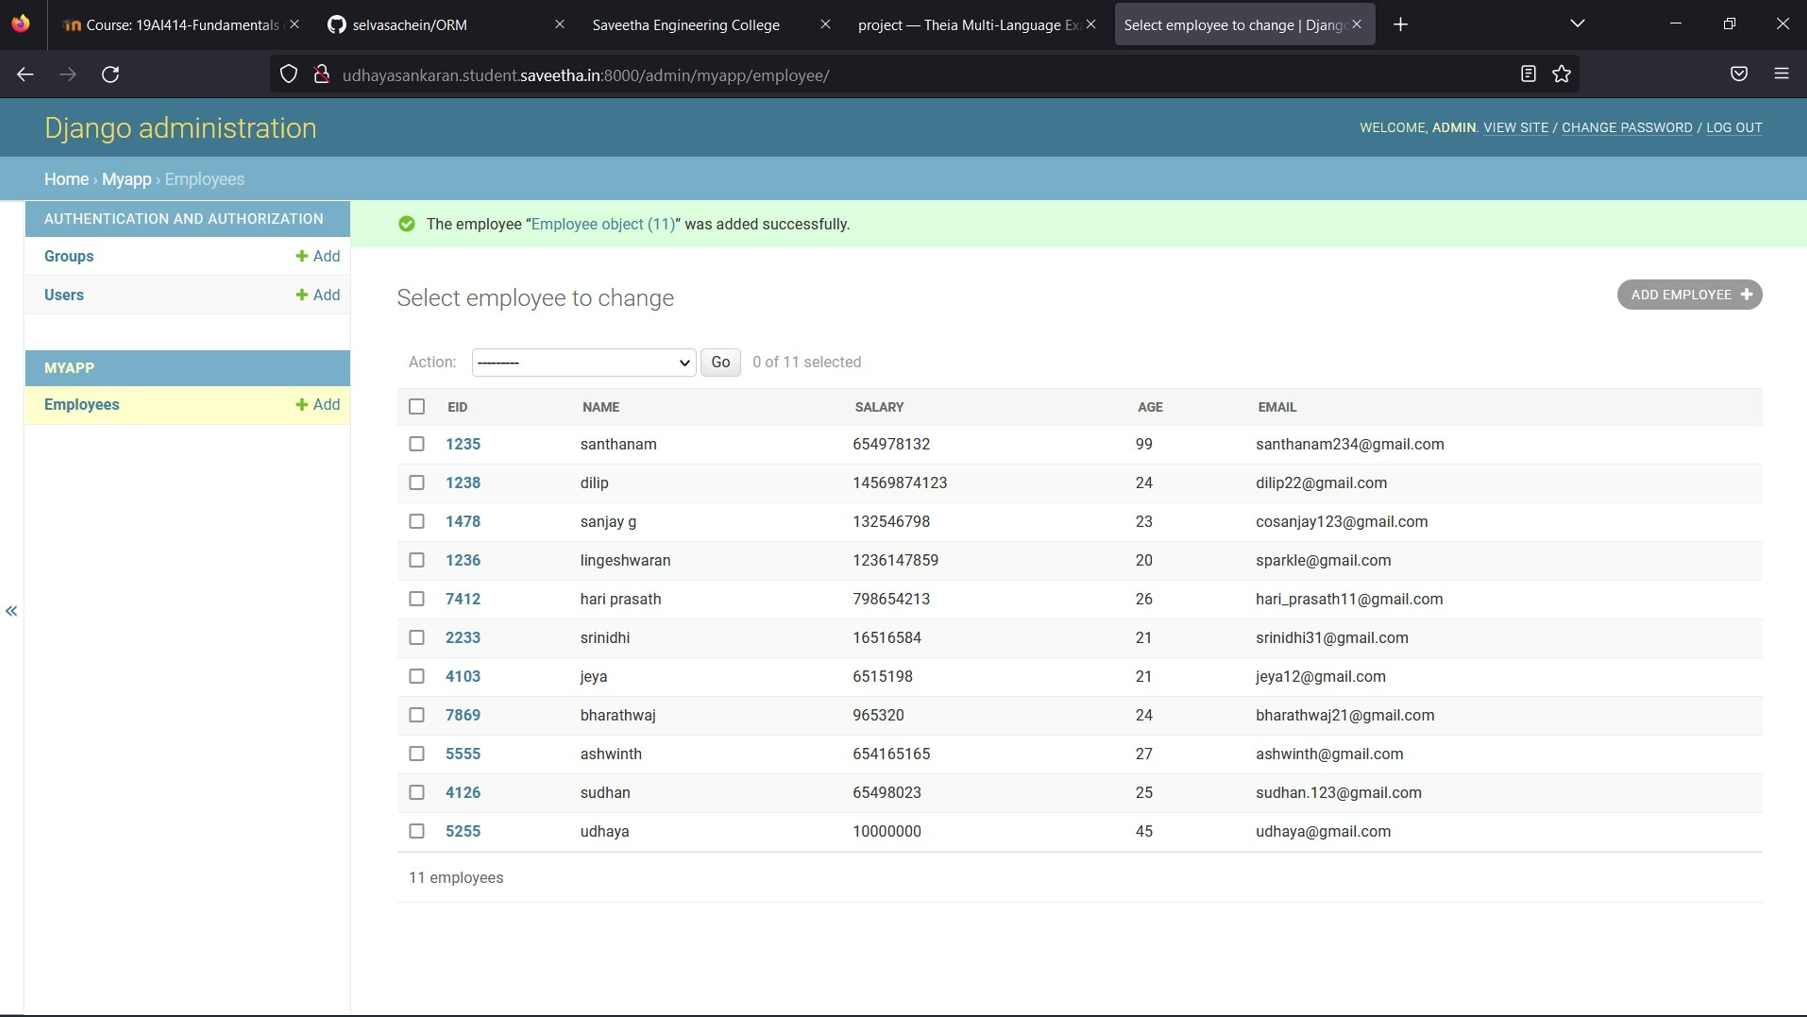 Course: 19AI414-Fundamentals
selvasachein/ORM
Saveetha Engineering College
project — Theia Multi-Language Ex
Select employee to change | Django
udhayasankaran.student.saveetha.in:8000/admin/myapp/employee/
Django administration
WELCOME, ADMIN. VIEW SITE / CHANGE PASSWORD / LOG OUT
Home › Myapp › Employees
AUTHENTICATION AND AUTHORIZATION
Groups + Add
Users + Add
MYAPP
Employees + Add
«
The employee “Employee object (11)” was added successfully.
Select employee to change
ADD EMPLOYEE +
Action: --------- Go 0 of 11 selected
EID NAME SALARY AGE EMAIL
1235 santhanam 654978132 99 santhanam234@gmail.com
1238 dilip 14569874123 24 dilip22@gmail.com
1478 sanjay g 132546798 23 cosanjay123@gmail.com
1236 lingeshwaran 1236147859 20 sparkle@gmail.com
7412 hari prasath 798654213 26 hari_prasath11@gmail.com
2233 srinidhi 16516584 21 srinidhi31@gmail.com
4103 jeya 6515198 21 jeya12@gmail.com
7869 bharathwaj 965320 24 bharathwaj21@gmail.com
5555 ashwinth 654165165 27 ashwinth@gmail.com
4126 sudhan 65498023 25 sudhan.123@gmail.com
5255 udhaya 10000000 45 udhaya@gmail.com
11 employees